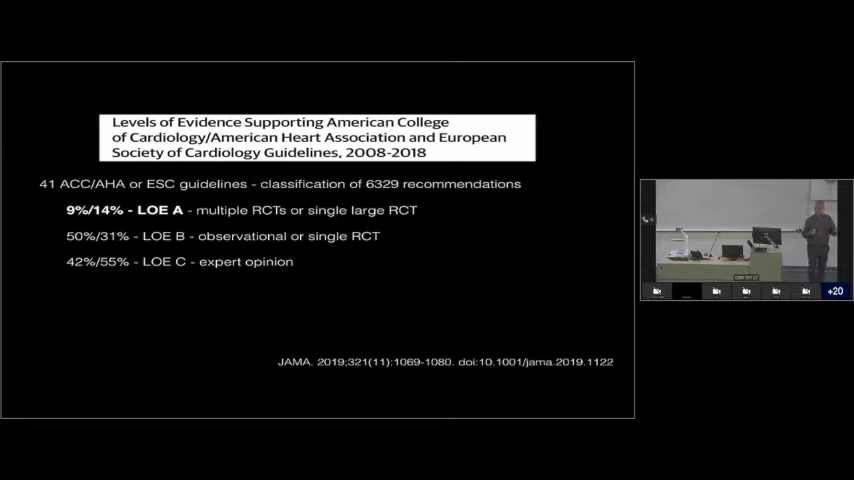 Levels of Evidence Supporting American College
of Cardiology/American Heart Association and European
Society of Cardiology Guidelines, 2008-2018
41 ACC/AHA or ESC guidelines - classification of 6329 recommendations
9%/14% - LOE A - multiple RCTs or single large RCT
50%/31% - LOE B - observational or single RCT
42%/55% - LOE C - expert opinion
JAMA. 2019;321(11):1069-1080. doi:10.1001/jama.2019.1122
+20